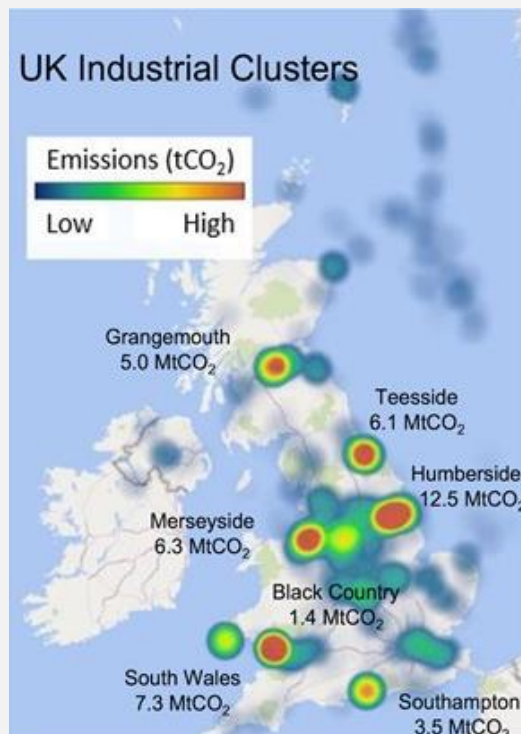 UK Industrial Clusters
Emissions (tCO₂)
Low High
Grangemouth
5.0 MtCO₂
Teesside
6.1 MtCO₂
Humberside
12.5 MtCO₂
Merseyside
6.3 MtCO₂
Black Country
1.4 MtCO₂
South Wales
7.3 MtCO₂
Southampton
3.5 MtCO₂